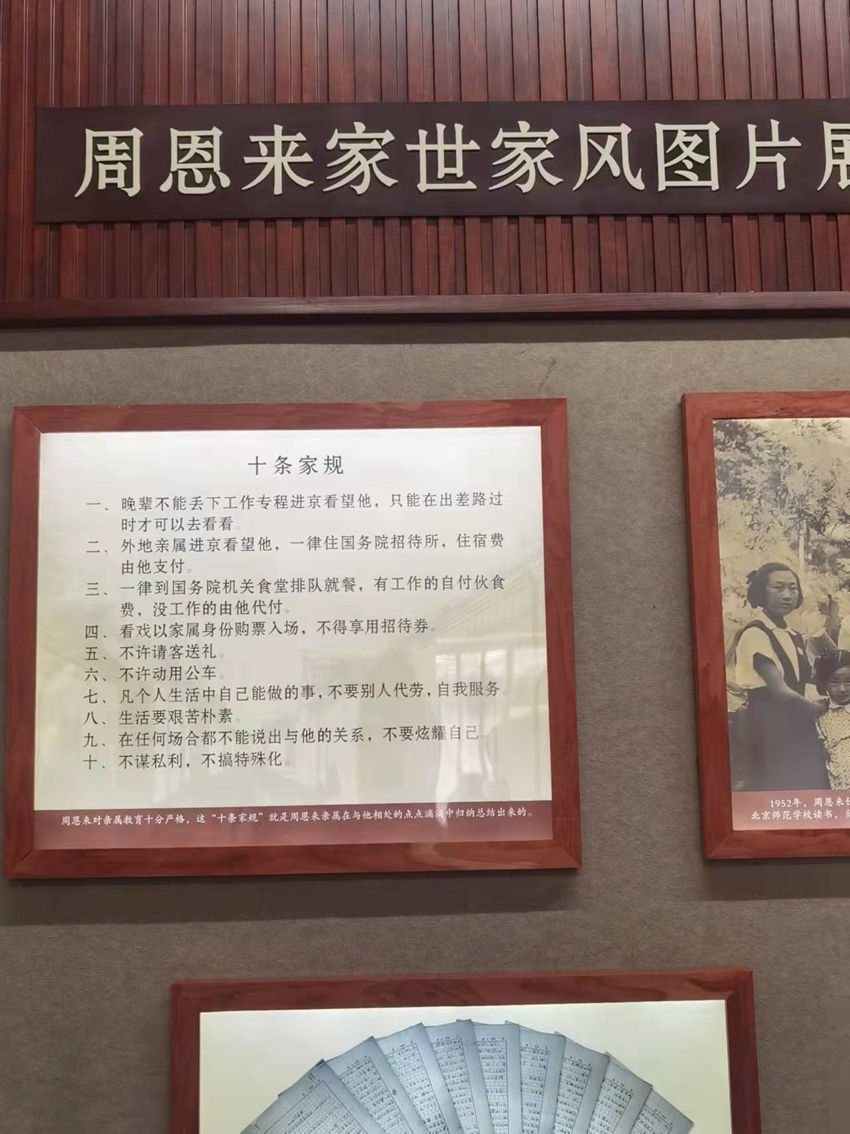 周恩来家世家风图片展
十条家规
一、晚辈不能丢下工作专程进京看望他，只能在出差路过
时才可以去看看。
二、外地亲属进京看望他，一律住国务院招待所，住宿费
由他支付。
三、一律到国务院机关食堂排队就餐，有工作的自付伙食
费，没工作的由他代付。
四、看戏以家属身份购票入场，不得享用招待券。
五、不许请客送礼。
六、不许动用公车。
七、凡个人生活中自己能做的事，不要别人代劳，自我服务。
八、生活要艰苦朴素。
九、在任何场合都不能说出与他的关系，不要炫耀自己。
十、不谋私利，不搞特殊化。
周恩来对亲属教育十分严格，这“十条家规”就是周恩来亲属在与他相处的点点滴滴中归纳总结出来的。
1952年，周恩来
北京师范学校读书，